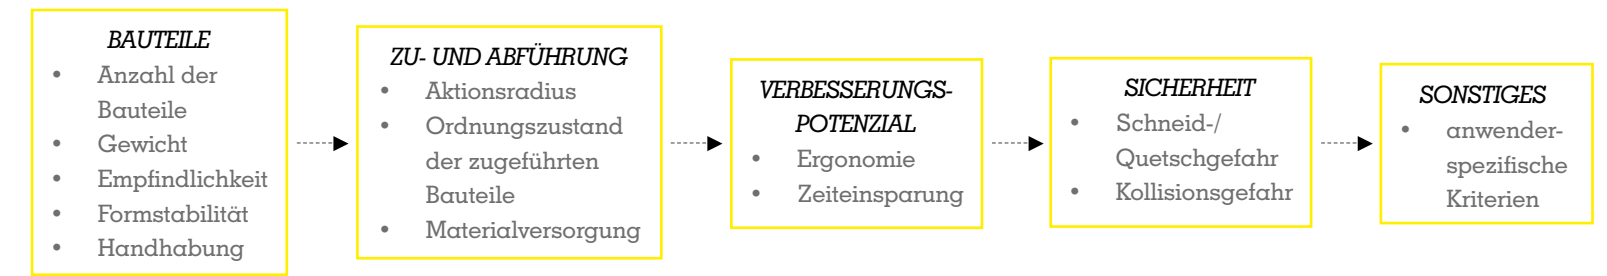 BAUTEILE
• Anzahl der
Bauteile
• Gewicht
• Empfindlichkeit
• Formstabilität
• Handhabung
ZU- UND ABFÜHRUNG
• Aktionsradius
• Ordnungszustand
der zugeführten
Bauteile
• Materialversorgung
VERBESSERUNGS-
POTENZIAL
• Ergonomie
• Zeiteinsparung
SICHERHEIT
• Schneid-/
Quetschgefahr
• Kollisionsgefahr
SONSTIGES
• anwender-
spezifische
Kriterien